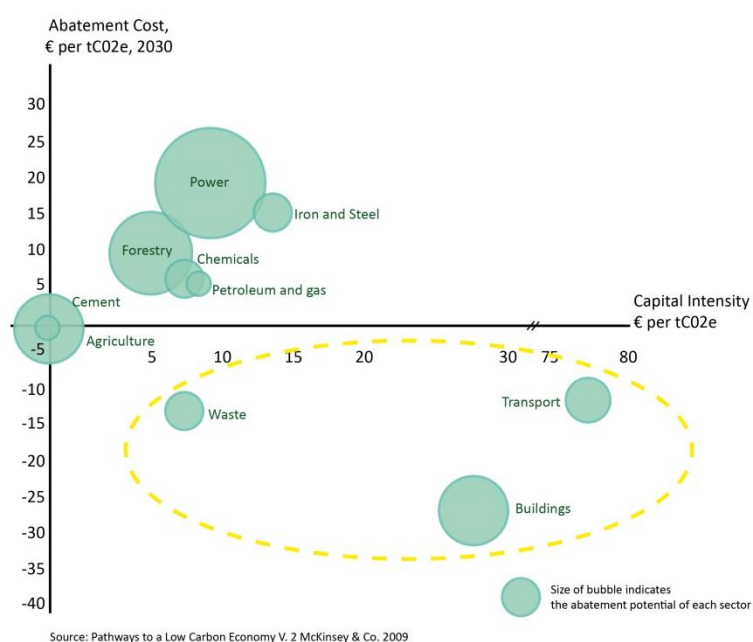 Abatement Cost,
€ per tC02e, 2030
30
25
20
15
10
5
-5
-10
-15
-20
-25
-30
-35
-40
Power
Iron and Steel
Forestry
Chemicals
Petroleum and gas
Cement
Agriculture
Capital Intensity
€ per tC02e
5 10 15 20 30 75 80
Waste
Transport
Buildings
Size of bubble indicates
the abatement potential of each sector
Source: Pathways to a Low Carbon Economy V. 2 McKinsey & Co. 2009